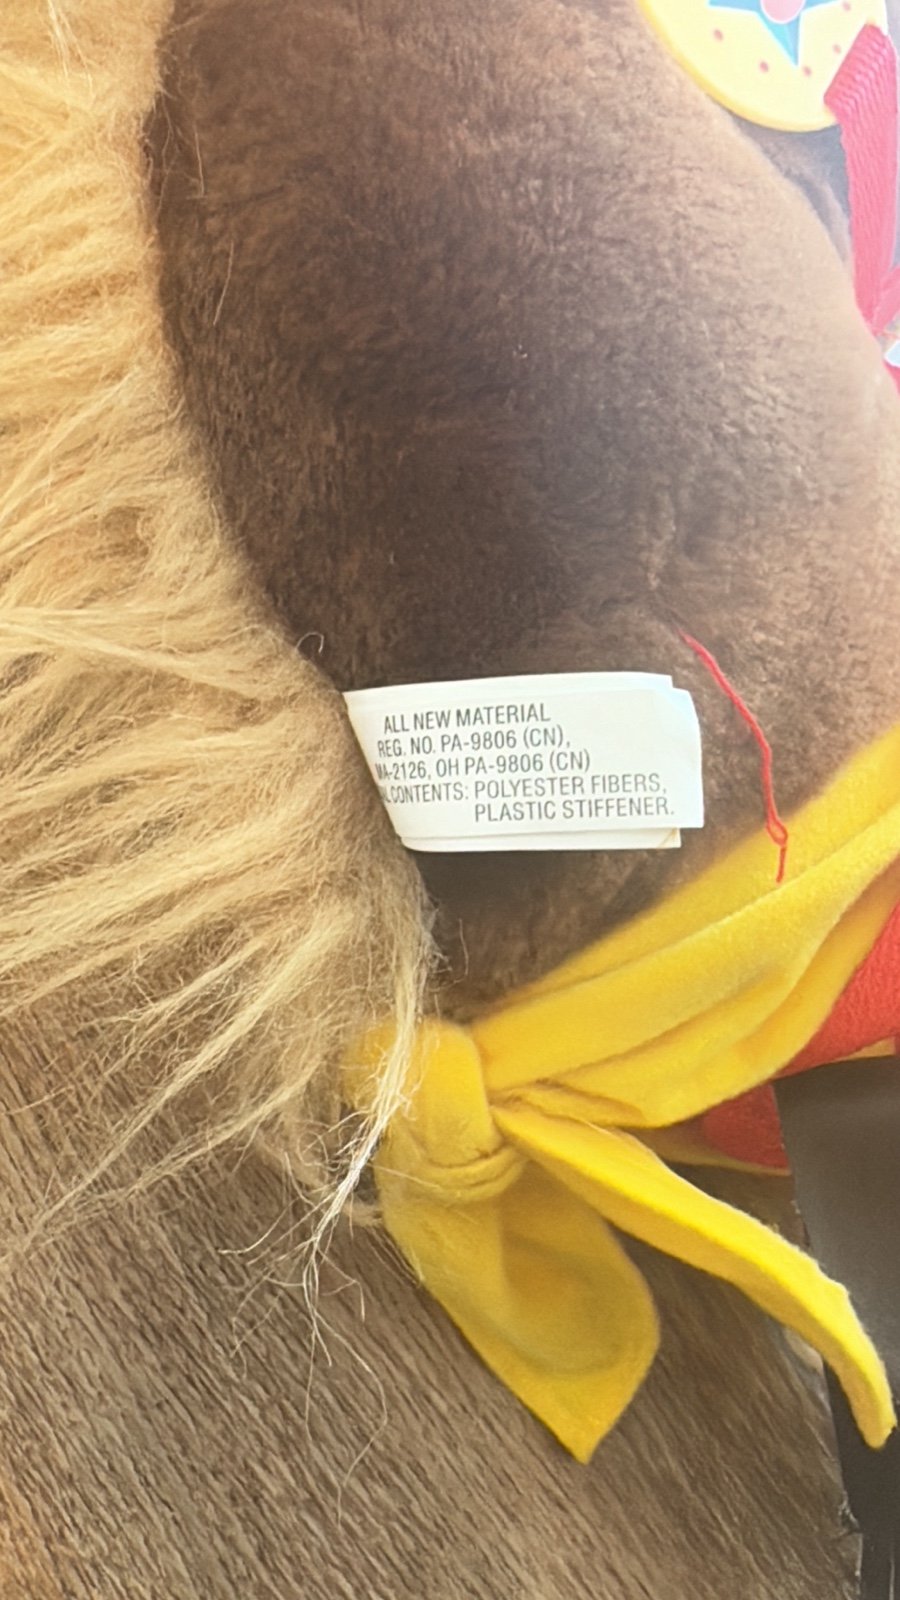 ALL NEW MATERIAL
REG. NO. PA-9806 (CN),
MA-2126, OH PA-9806 (CN)
CONTENTS: POLYESTER FIBERS,
PLASTIC STIFFENER.